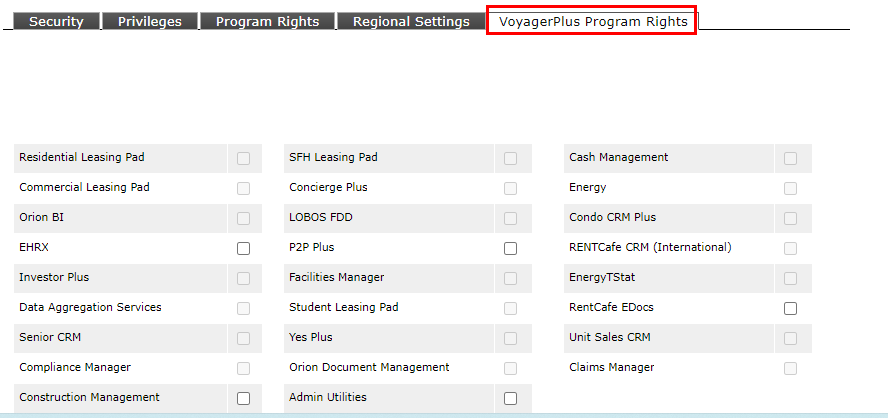 Security Privileges Program Rights Regional Settings VoyagerPlus Program Rights
Residential Leasing Pad SFH Leasing Pad Cash Management
Commercial Leasing Pad Concierge Plus Energy
Orion BI LOBOS FDD Condo CRM Plus
EHRX P2P Plus RENTCafe CRM (International)
Investor Plus Facilities Manager EnergyTStat
Data Aggregation Services Student Leasing Pad RentCafe EDocs
Senior CRM Yes Plus Unit Sales CRM
Compliance Manager Orion Document Management Claims Manager
Construction Management Admin Utilities